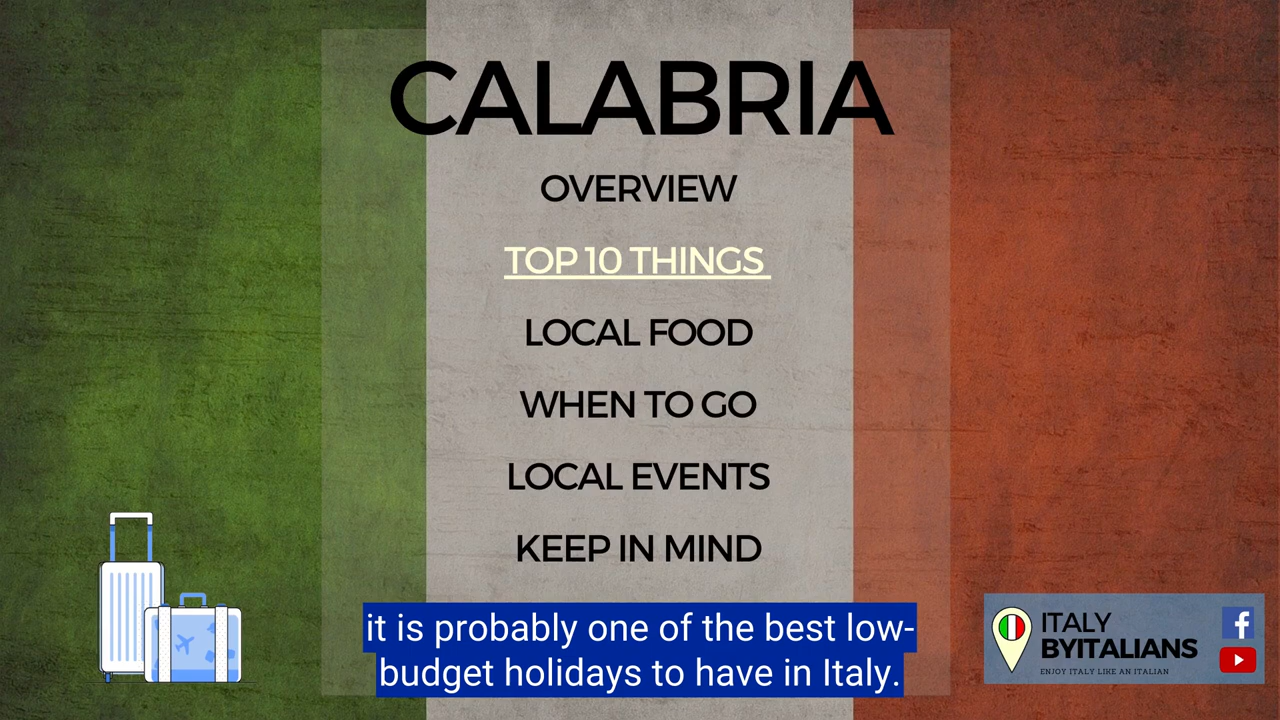 CALABRIA
OVERVIEW
TOP 10 THINGS
LOCAL FOOD
WHEN TO GO
LOCAL EVENTS
KEEP IN MIND
it is probably one of the best low-
budget holidays to have in Italy.
ITALY
BYITALIANS
ENJOY ITALY LIKE AN ITALIAN